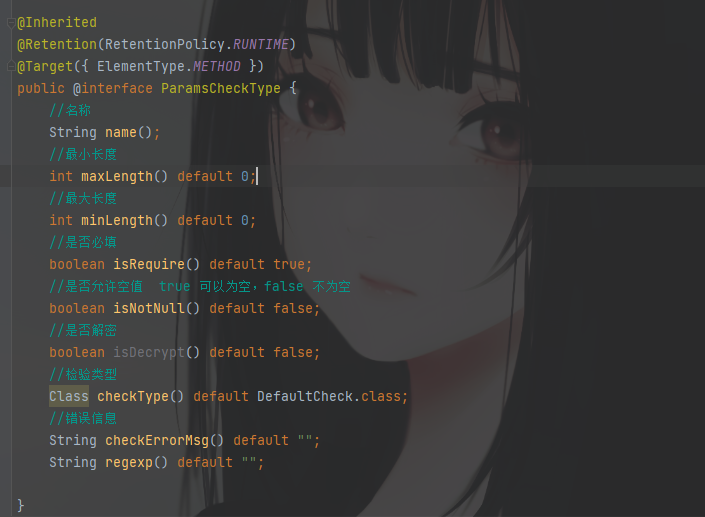 @Inherited
@Retention(RetentionPolicy.RUNTIME)
@Target({ ElementType.METHOD })
public @interface ParamsCheckType {
    //名称
    String name();
    //最小长度
    int maxLength() default 0;
    //最大长度
    int minLength() default 0;
    //是否必填
    boolean isRequire() default true;
    //是否允许空值  true 可以为空，false 不为空
    boolean isNotNull() default false;
    //是否解密
    boolean isDecrypt() default false;
    //检验类型
    Class checkType() default DefaultCheck.class;
    //错误信息
    String checkErrorMsg() default "";
    String regexp() default "";
}